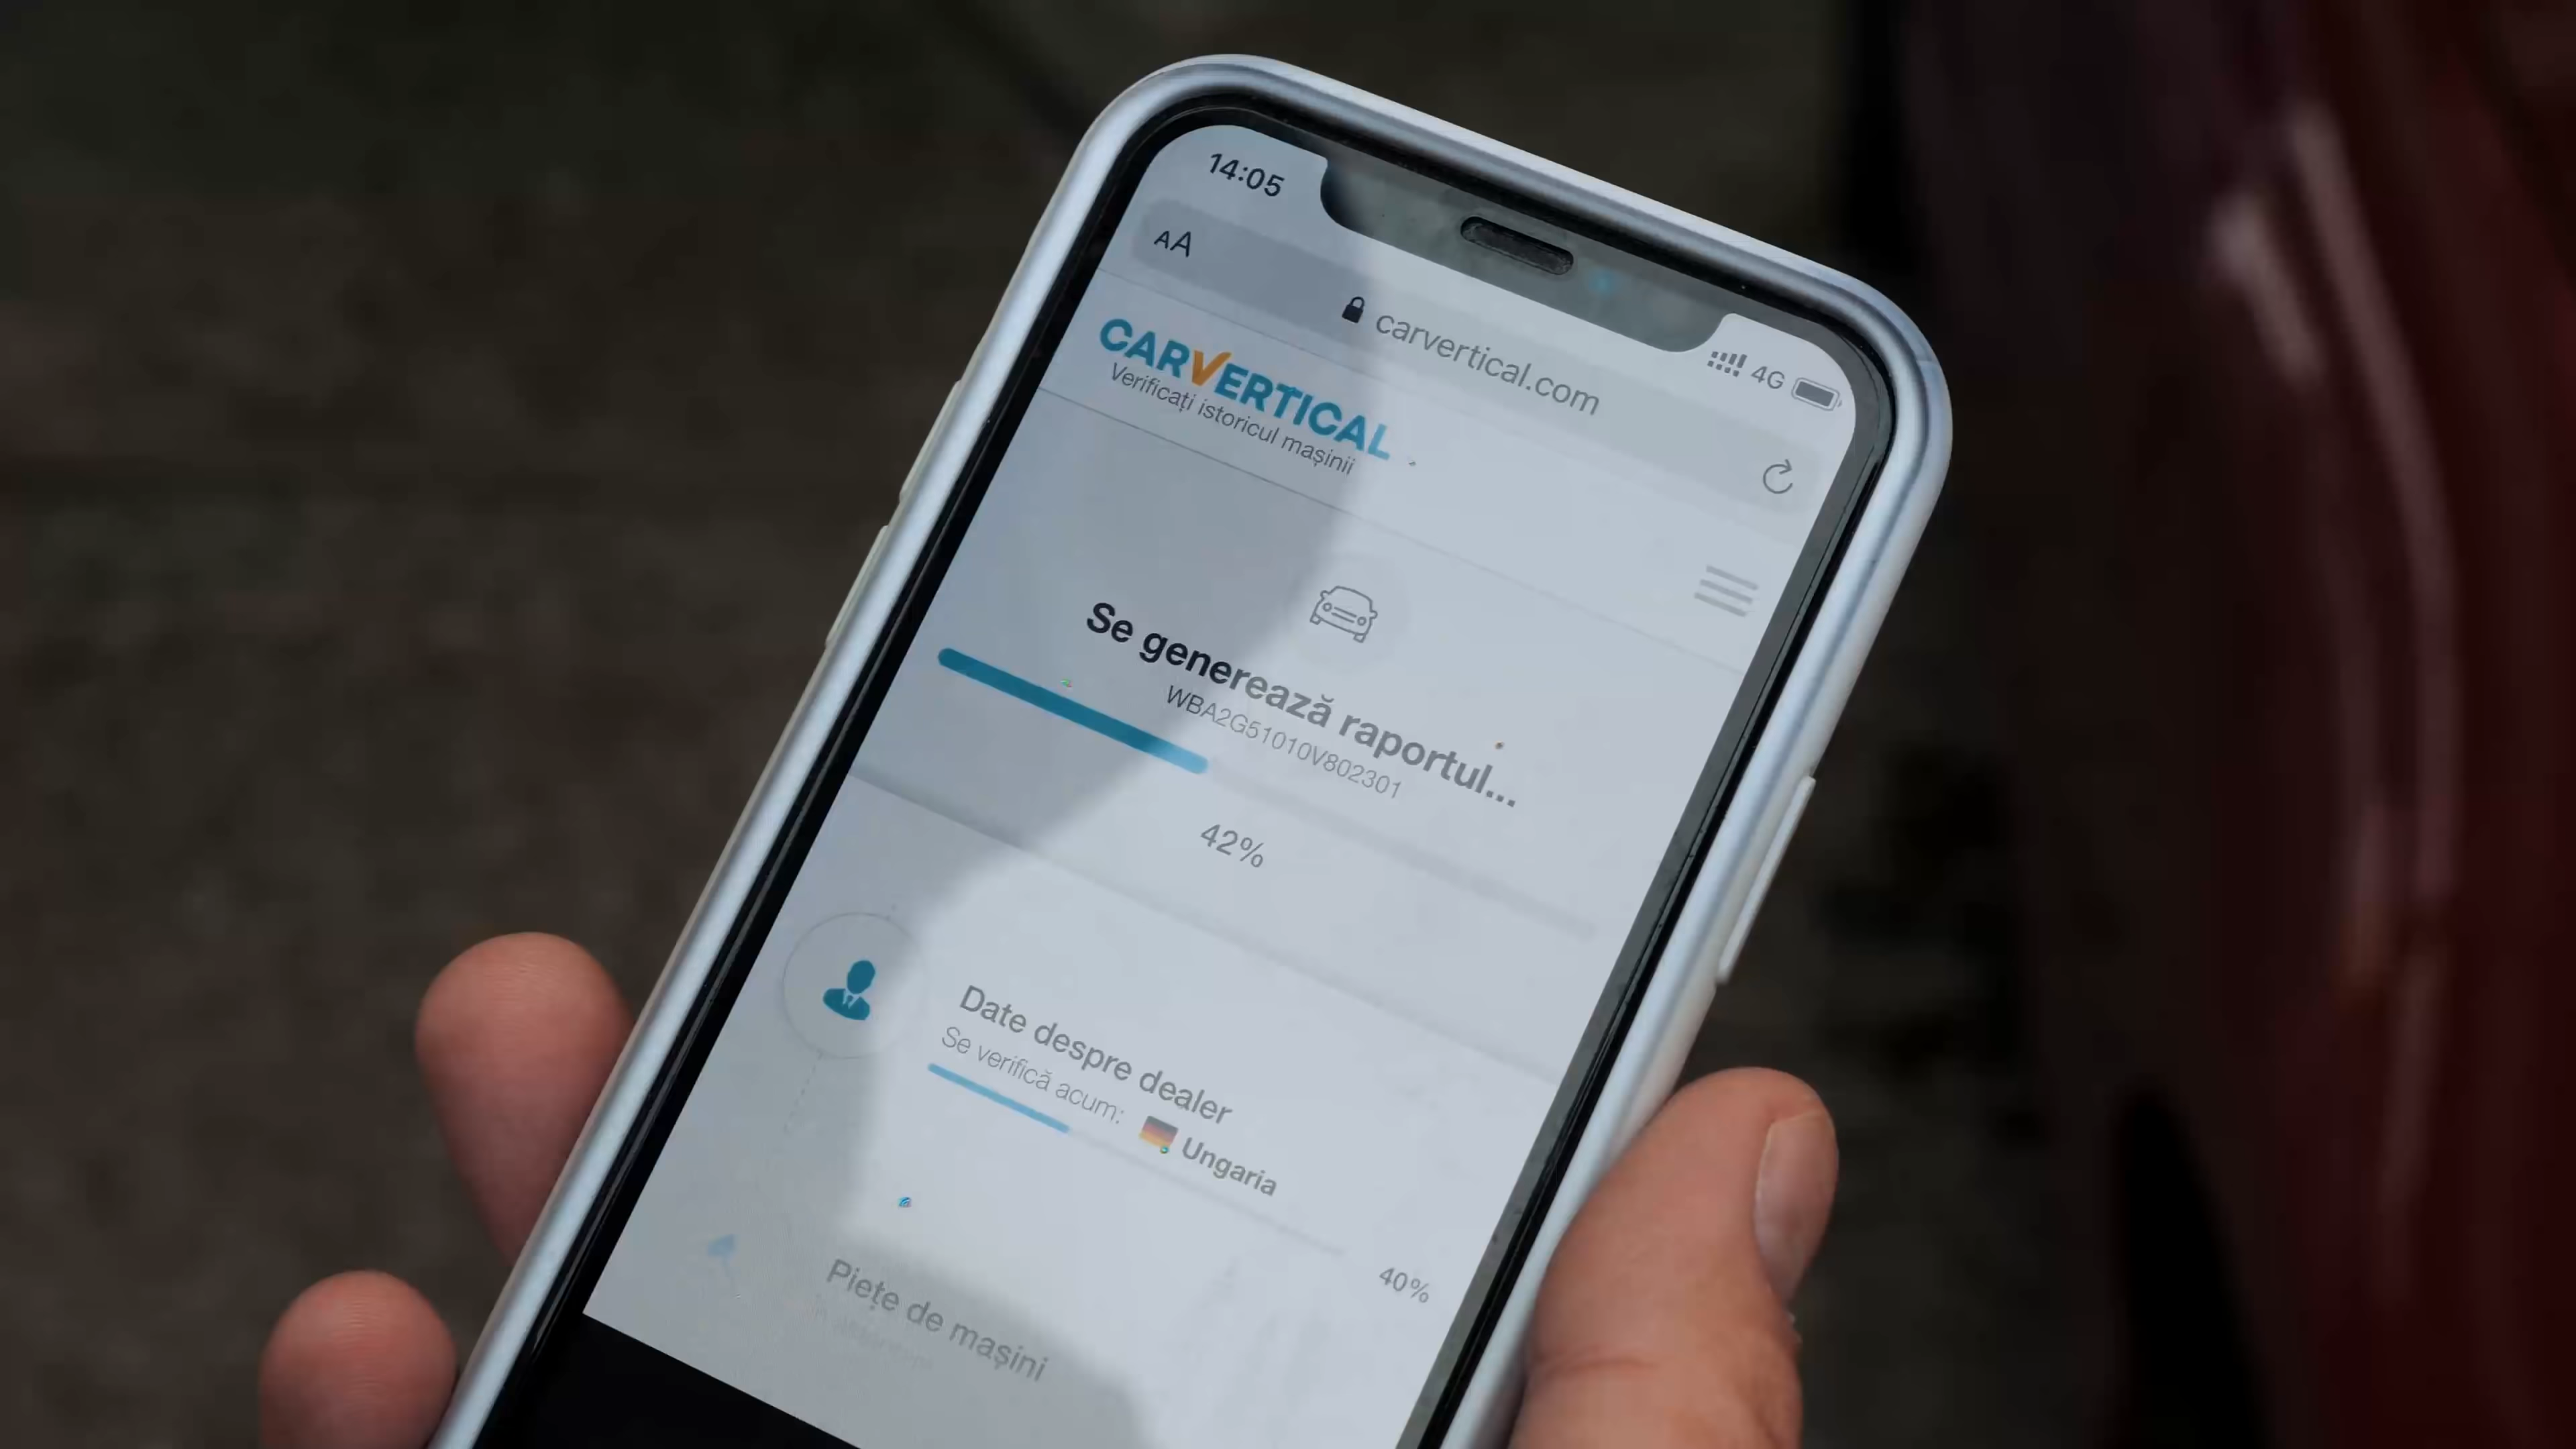 14:05
4G
AA
carvertical.com
CARVERTICAL
Verificați istoricul mașinii
Se generează raportul...
WBA2G51010V802301
42%
Date despre dealer
Se verifică acum: Ungaria
40%
Piețe de mașini